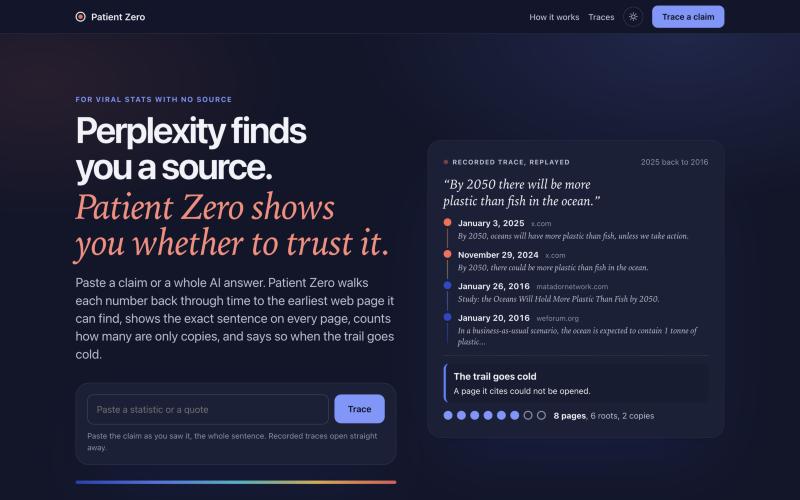 Patient Zero
How it works
Traces
Trace a claim
FOR VIRAL STATS WITH NO SOURCE
Perplexity finds
you a source.
Patient Zero shows
you whether to trust it.
Paste a claim or a whole AI answer. Patient Zero walks
each number back through time to the earliest web page it
can find, shows the exact sentence on every page, counts
how many are only copies, and says so when the trail goes
cold.
Paste a statistic or a quote
Trace
Paste the claim as you saw it, the whole sentence. Recorded traces open straight
away.
RECORDED TRACE, REPLAYED
2025 back to 2016
“By 2050 there will be more
plastic than fish in the ocean.”
January 3, 2025 x.com
By 2050, oceans will have more plastic than fish, unless we take action.
November 29, 2024 x.com
By 2050, there could be more plastic than fish in the ocean.
January 26, 2016 matadornetwork.com
Study: the Oceans Will Hold More Plastic Than Fish by 2050.
January 20, 2016 weforum.org
In a business-as-usual scenario, the ocean is expected to contain 1 tonne of
plastic...
The trail goes cold
A page it cites could not be opened.
8 pages, 6 roots, 2 copies